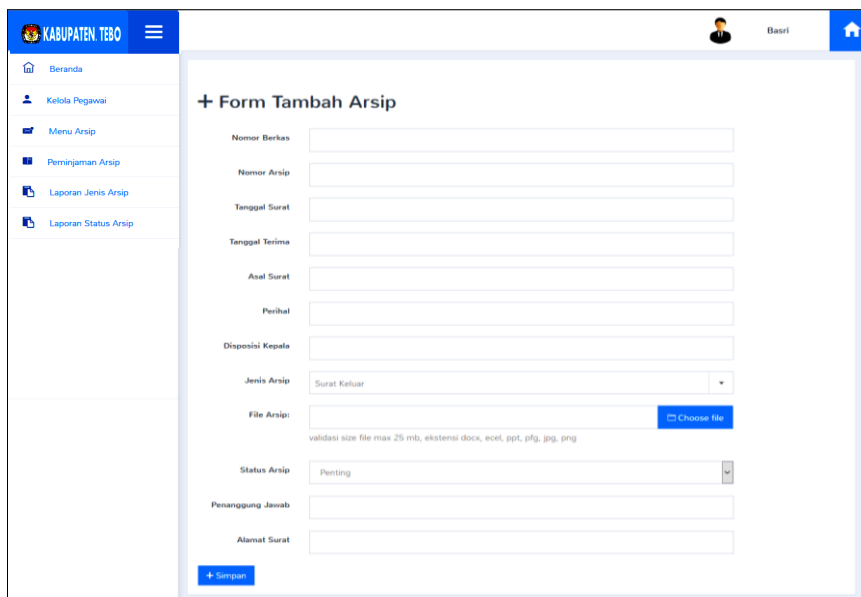 KABUPATEN. TEBO
Basri
Beranda
Kelola Pegawai
Menu Arsip
Peminjaman Arsip
Laporan Jenis Arsip
Laporan Status Arsip
+ Form Tambah Arsip
Nomor Berkas
Nomor Arsip
Tanggal Surat
Tanggal Terima
Asal Surat
Perihal
Disposisi Kepala
Jenis Arsip
Surat Keluar
File Arsip:
Choose file
validasi size file max 25 mb, ekstensi docx, ecel, ppt, pfg, jpg, png
Status Arsip
Penting
Penanggung Jawab
Alamat Surat
+ Simpan